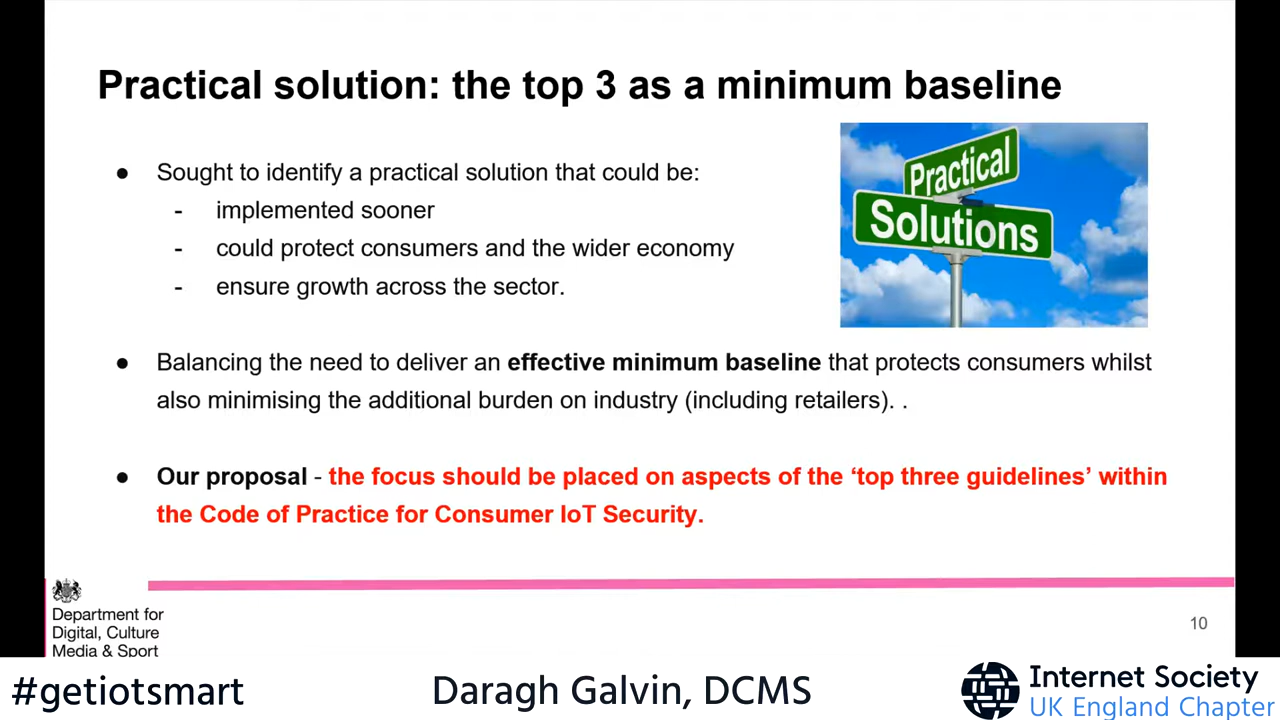 Practical solution: the top 3 as a minimum baseline
● Sought to identify a practical solution that could be:
- implemented sooner
- could protect consumers and the wider economy
- ensure growth across the sector.
Practical
Solutions
● Balancing the need to deliver an effective minimum baseline that protects consumers whilst
also minimising the additional burden on industry (including retailers). .
● Our proposal - the focus should be placed on aspects of the ‘top three guidelines’ within
the Code of Practice for Consumer IoT Security.
Department for
Digital, Culture
Media & Sport
10
#getiotsmart
Daragh Galvin, DCMS
Internet Society
UK England Chapter